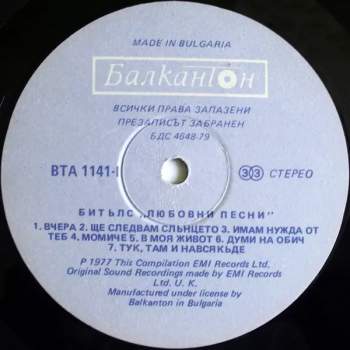 MADE IN BULGARIA
Балкантон
ВСИЧКИ ПРАВА ЗАПАЗЕНИ
ПРЕЗАПИСЪТ ЗАБРАНЕН
БДС 4648-79
ВТА 1141-I
33 СТЕРЕО
БИТЪЛС „ЛЮБОВНИ ПЕСНИ"
1. ВЧЕРА 2. ЩЕ СЛЕДВАМ СЛЪНЦЕТО 3. ИМАМ НУЖДА ОТ
ТЕБ 4. МОМИЧЕ 5. В МОЯ ЖИВОТ 6. ДУМИ НА ОБИЧ
7. ТУК, ТАМ И НАВСЯКЪДЕ
P 1977 This Compilation EMI Records Ltd.
Original Sound Recordings made by EMI Records
Ltd. U. K.
Manufactured under license by
Balkanton in Bulgaria